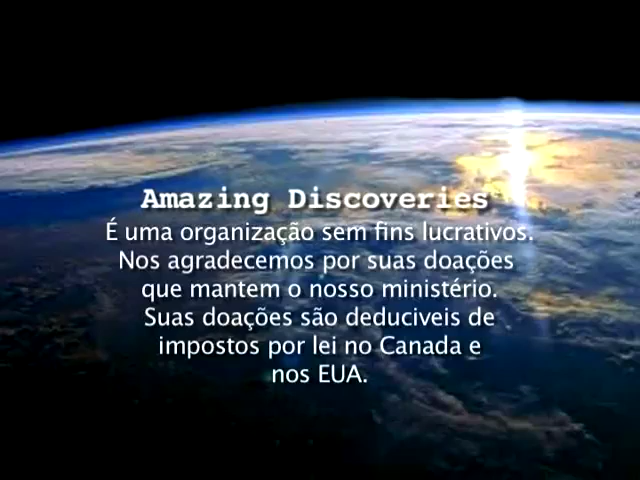 Amazing Discoveries
É uma organização sem fins lucrativos.
Nos agradecemos por suas doações
que mantem o nosso ministério.
Suas doações são deduciveis de
impostos por lei no Canada e
nos EUA.